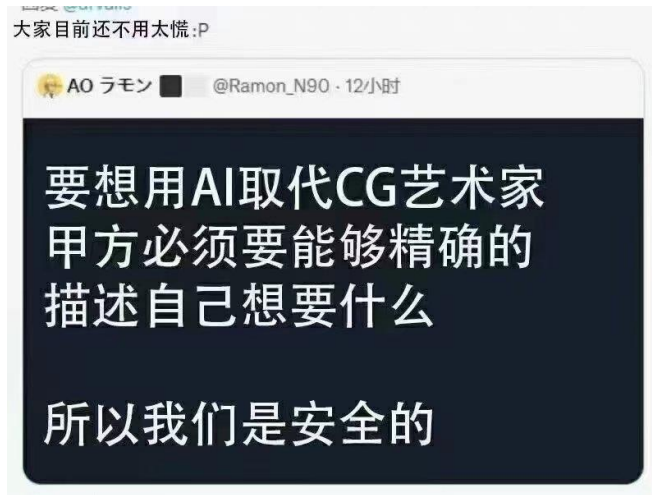 大家目前还不用太慌:P
AO ラモン @Ramon_N90 · 12小时
要想用AI取代CG艺术家
甲方必须要能够精确的
描述自己想要什么
所以我们是安全的